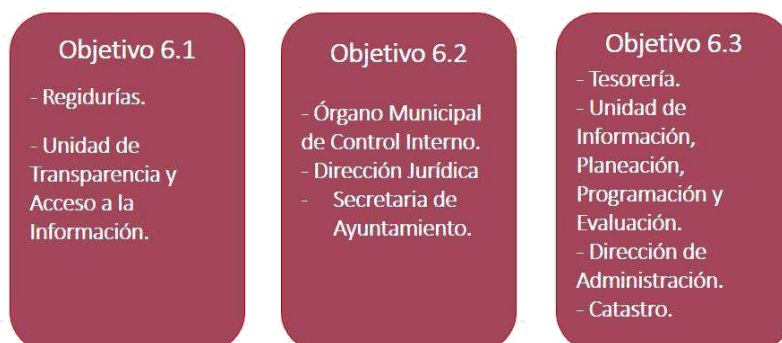 Objetivo 6.1
- Regidurías.
- Unidad de
Transparencia y
Acceso a la
Información.
Objetivo 6.2
- Órgano Municipal
de Control Interno.
- Dirección Jurídica
- Secretaria de
Ayuntamiento.
Objetivo 6.3
- Tesorería.
- Unidad de
Información,
Planeación,
Programación y
Evaluación.
- Dirección de
Administración.
- Catastro.